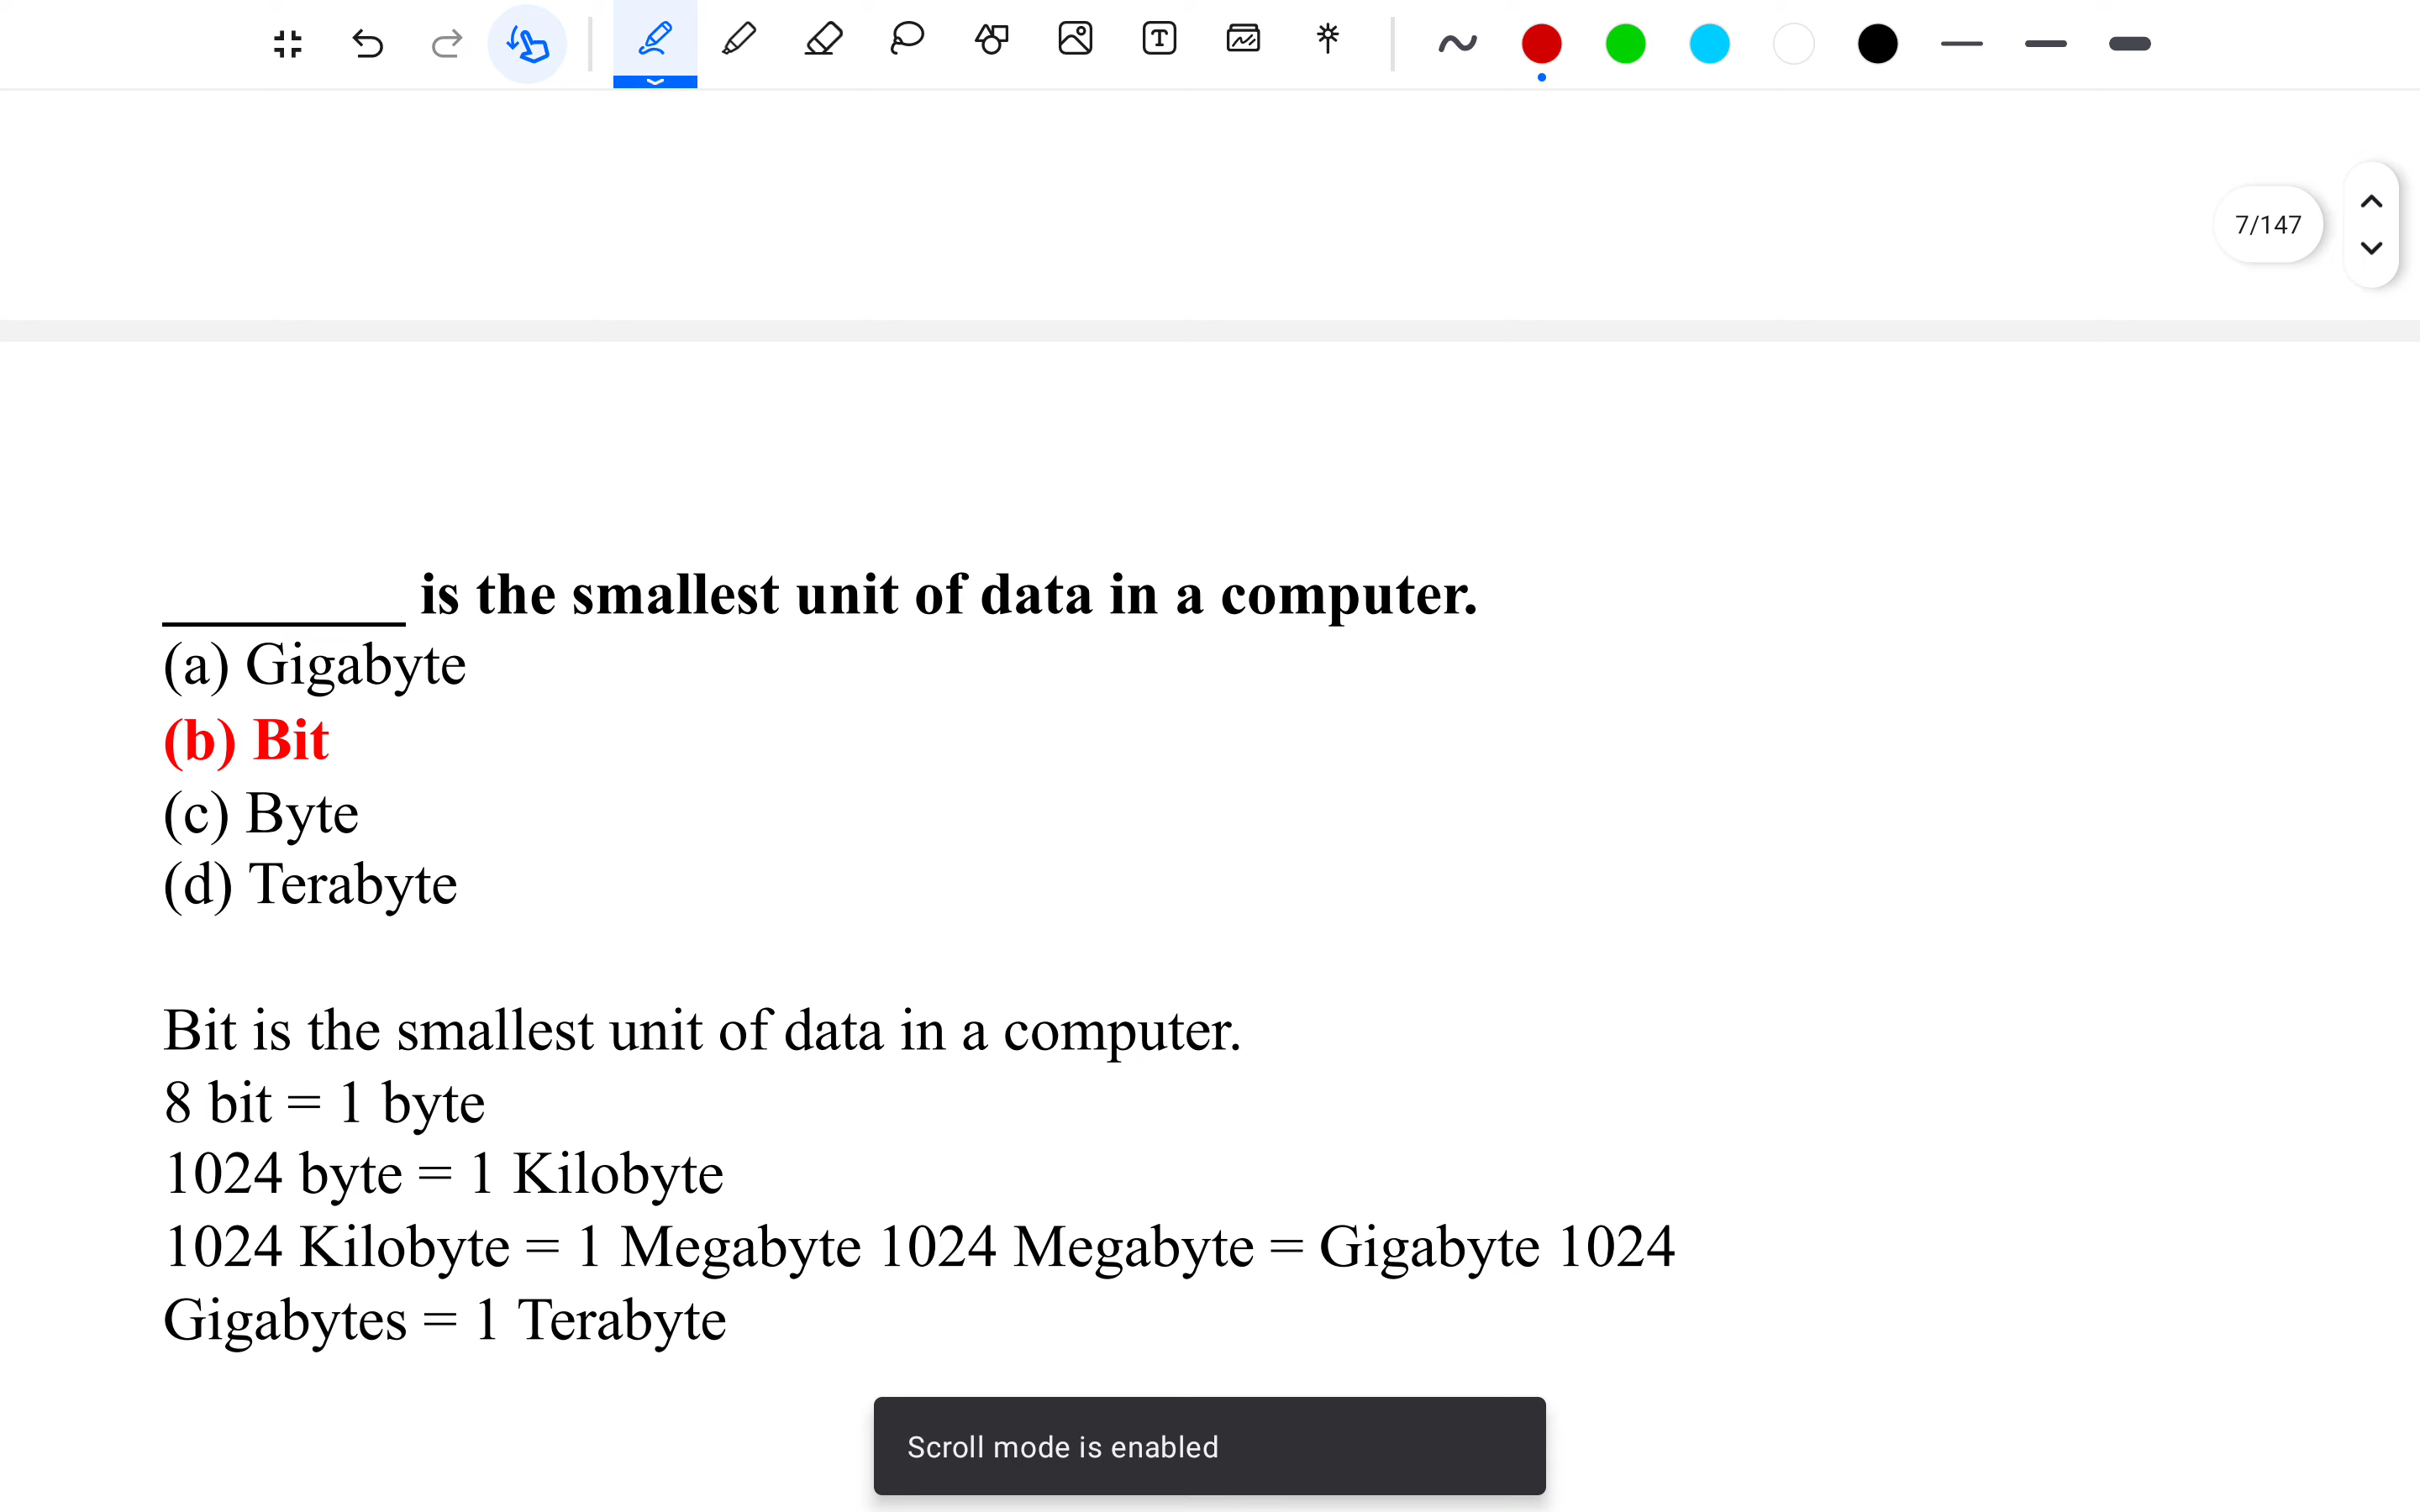 7/147
__________ is the smallest unit of data in a computer.
(a) Gigabyte
(b) Bit
(c) Byte
(d) Terabyte
Bit is the smallest unit of data in a computer.
8 bit = 1 byte
1024 byte = 1 Kilobyte
1024 Kilobyte = 1 Megabyte 1024 Megabyte = Gigabyte 1024
Gigabytes = 1 Terabyte
Scroll mode is enabled